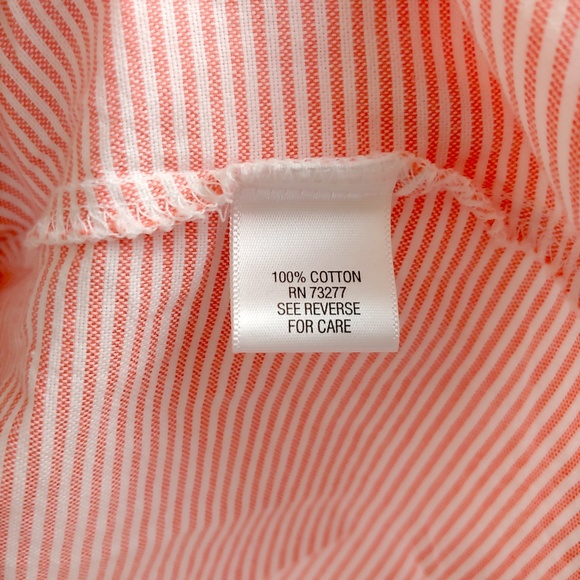 100% COTTON
RN 73277
SEE REVERSE
FOR CARE